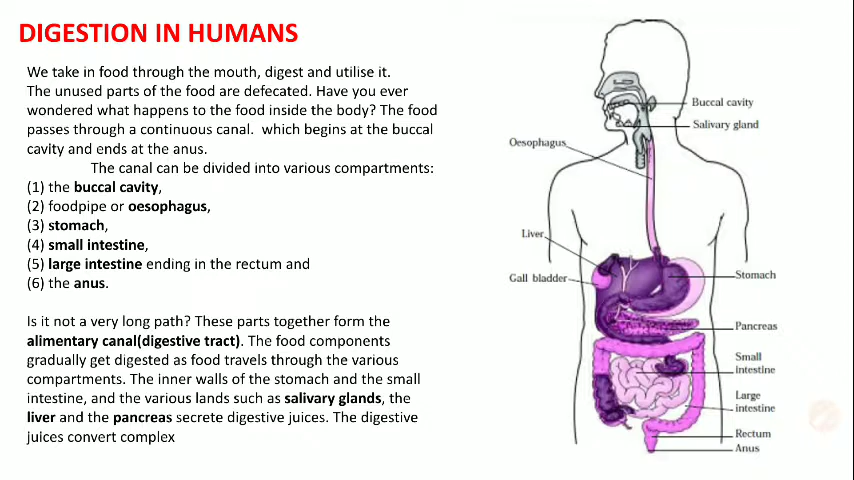 DIGESTION IN HUMANS
We take in food through the mouth, digest and utilise it.
The unused parts of the food are defecated. Have you ever
wondered what happens to the food inside the body? The food
passes through a continuous canal.  which begins at the buccal
cavity and ends at the anus.
The canal can be divided into various compartments:
(1) the buccal cavity,
(2) foodpipe or oesophagus,
(3) stomach,
(4) small intestine,
(5) large intestine ending in the rectum and
(6) the anus.
Is it not a very long path? These parts together form the
alimentary canal(digestive tract). The food components
gradually get digested as food travels through the various
compartments. The inner walls of the stomach and the small
intestine, and the various lands such as salivary glands, the
liver and the pancreas secrete digestive juices. The digestive
juices convert complex
Buccal cavity
Salivary gland
Oesophagus
Liver
Gall bladder
Stomach
Pancreas
Small
intestine
Large
intestine
Rectum
Anus